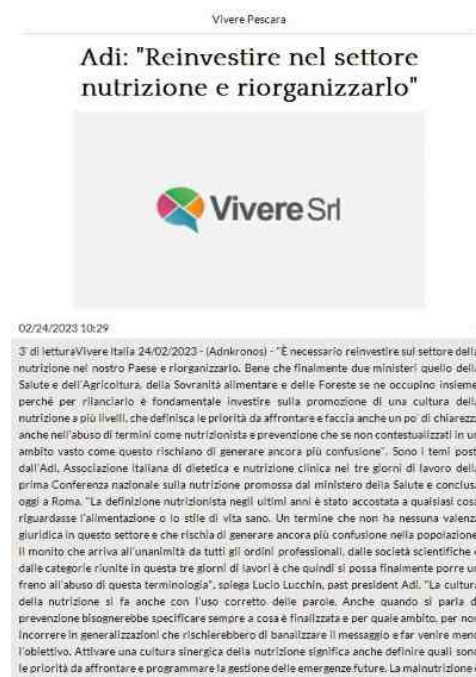 Vivere Pescara
Adi: "Reinvestire nel settore
nutrizione e riorganizzarlo"
Vivere Srl
02/24/2023 10:29
3' di letturaVivere Italia 24/02/2023 - (Adnkronos) - "È necessario reinvestire sul settore della
nutrizione nel nostro Paese e riorganizzarlo. Bene che finalmente due ministeri quello della
Salute e dell'Agricoltura, della Sovranità alimentare e delle Foreste se ne occupino insieme
perché per rilanciarlo è fondamentale investire sulla promozione di una cultura della
nutrizione a più livelli, che definisca le priorità da affrontare e faccia anche un po' di chiarezza
anche nell'abuso di termini come nutrizionista e prevenzione che se non contestualizzati in un
ambito vasto come questo rischiano di generare ancora più confusione". Sono i temi posti
dall'Adi, Associazione italiana di dietetica e nutrizione clinica nei tre giorni di lavoro della
prima Conferenza nazionale sulla nutrizione promossa dal ministero della Salute e conclusa
oggi a Roma. "La definizione nutrizionista negli ultimi anni è stato accostata a qualsiasi cosa
riguardasse l'alimentazione o lo stile di vita sano. Un termine che non ha nessuna valenza
giuridica in questo settore e che rischia di generare ancora più confusione nella popolazione.
Il monito che arriva all'unanimità da tutti gli ordini professionali, dalle società scientifiche e
dalle categorie riunite in questa tre giorni di lavori è che quindi si possa finalmente porre un
freno all'abuso di questa terminologia", spiega Lucio Lucchin, past president Adi. "La cultura
della nutrizione si fa anche con l'uso corretto delle parole. Anche quando si parla di
prevenzione bisognerebbe specificare sempre a cosa è finalizzata e per quale ambito, per non
incorrere in generalizzazioni che rischierebbero di banalizzare il messaggio e far venire meno
l'obiettivo. Attivare una cultura sinergica della nutrizione significa anche definire quali sono
le priorità da affrontare e programmare la gestione delle emergenze future. La malnutrizione è